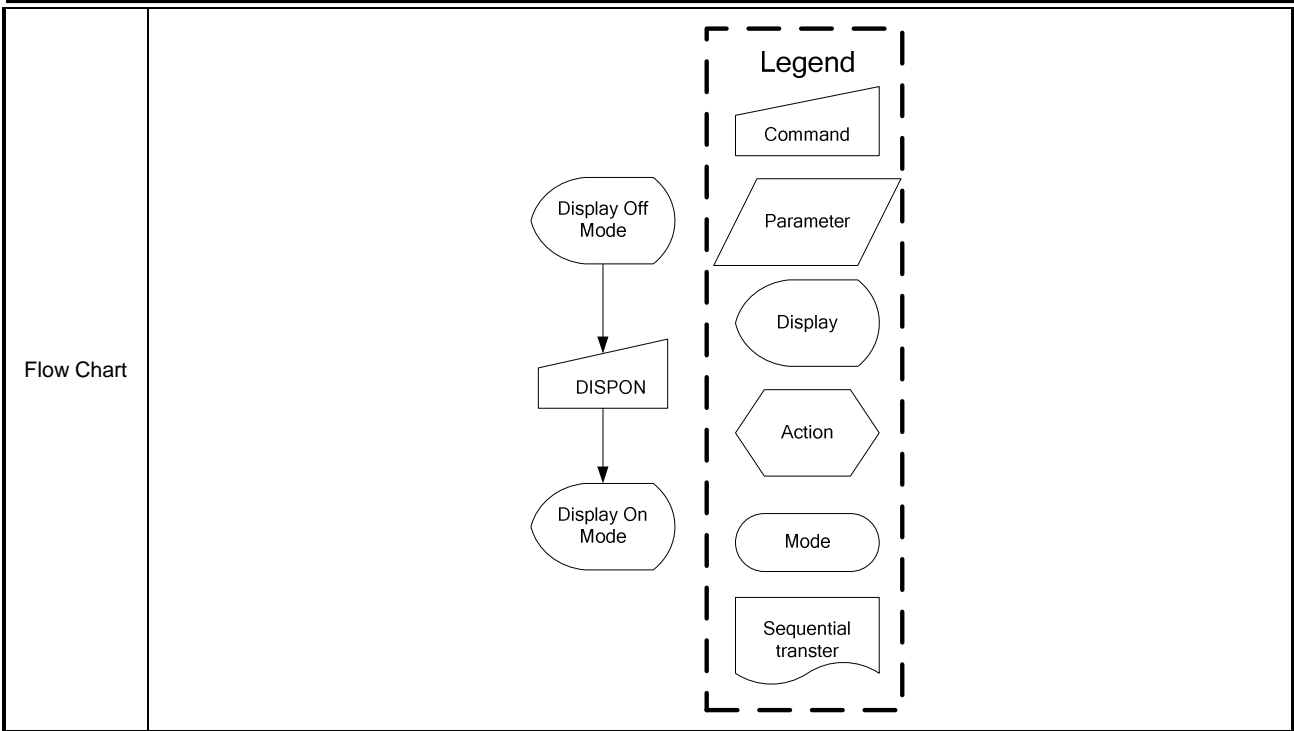 Flow Chart
Display Off
Mode
DISPON
Display On
Mode
Legend
Command
Parameter
Display
Action
Mode
Sequential
transter